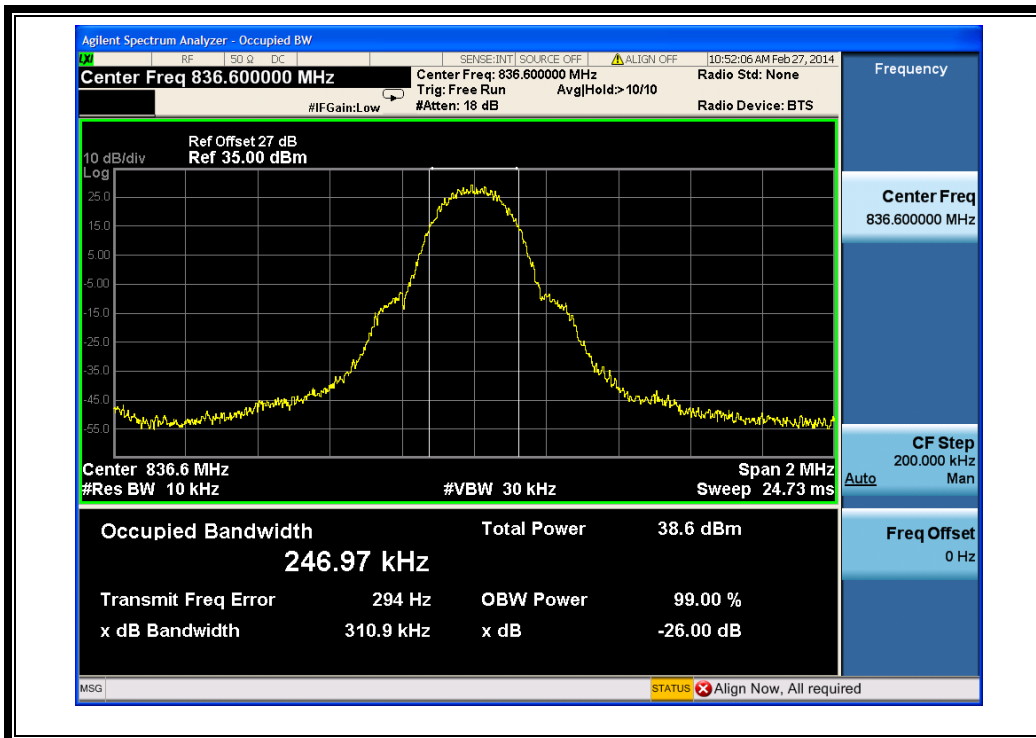 Agilent Spectrum Analyzer - Occupied BW
LXI RF 50 Ω DC SENSE:INT SOURCE OFF ALIGN OFF 10:52:06 AM Feb 27, 2014
Center Freq 836.600000 MHz Center Freq: 836.600000 MHz Radio Std: None
Trig: Free Run Avg|Hold:> 10/10
#IFGain:Low #Atten: 18 dB Radio Device: BTS
Frequency
Ref Offset 27 dB
10 dB/div Ref 35.00 dBm
Log
25.0
15.0
5.00
-5.00
-15.0
-25.0
-35.0
-45.0
-55.0
Center 836.6 MHz Span 2 MHz
#Res BW 10 kHz #VBW 30 kHz Sweep 24.73 ms
Occupied Bandwidth Total Power 38.6 dBm
246.97 kHz
Transmit Freq Error 294 Hz OBW Power 99.00 %
x dB Bandwidth 310.9 kHz x dB -26.00 dB
Center Freq
836.600000 MHz
CF Step
200.000 kHz
Auto Man
Freq Offset
0 Hz
MSG STATUS Align Now, All required